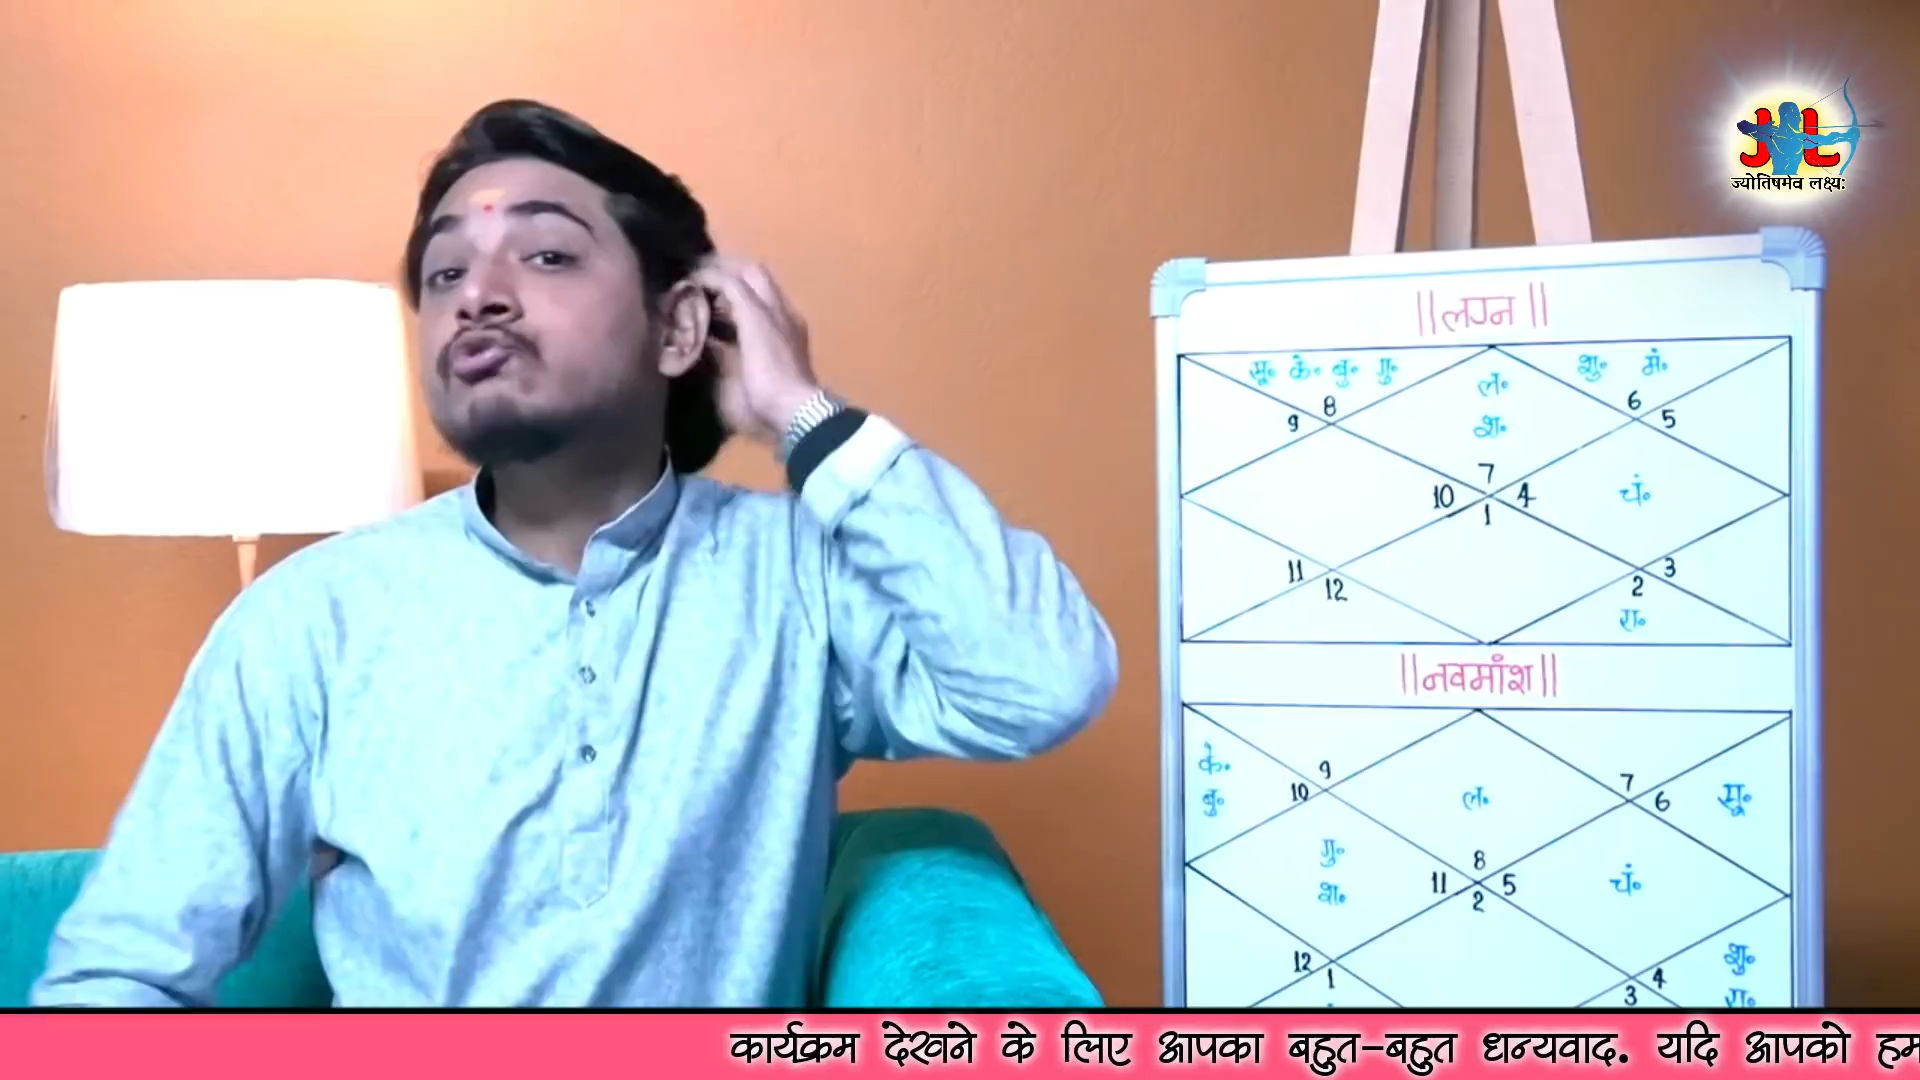 JL
ज्योतिषमेव लक्ष्य:
||लग्न||
सू॰ के॰ बु॰ गु॰
ल॰
शु॰ मं॰
श॰
8
9
6
5
7
10
4
1
चं॰
11
12
3
2
रा॰
||नवमांश||
के॰
बु॰
9
10
ल॰
7
6
सू॰
गु॰
श॰
8
11
5
2
चं॰
12
1
4
3
शु॰
रा॰
कार्यक्रम देखने के लिए आपका बहुत-बहुत धन्यवाद. यदि आपको हम